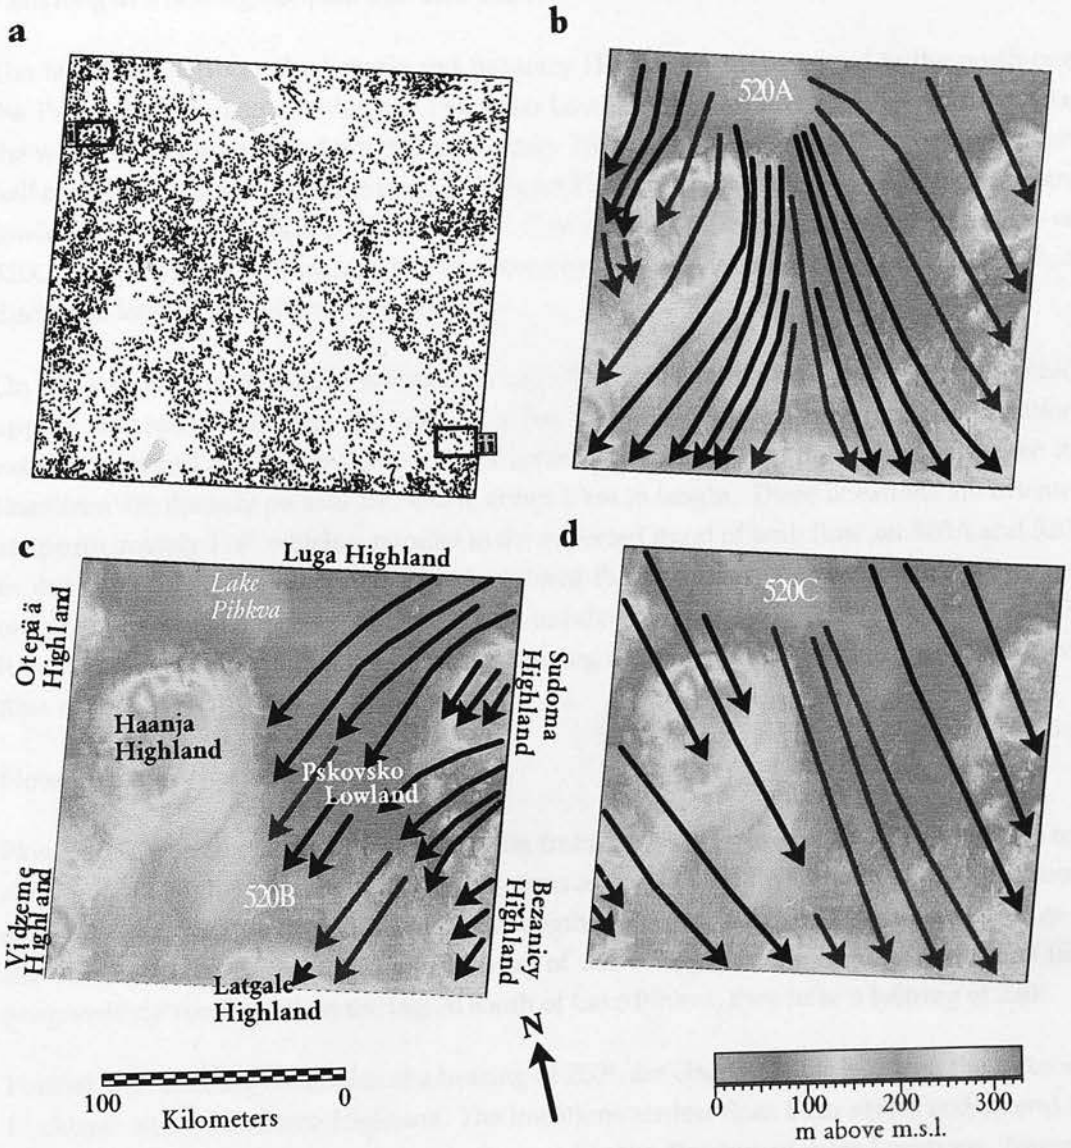 a
b
i
ii
520A
c
d
Luga Highland
Lake
Pihkva
Otepää
Highland
Haanja
Highland
Sudoma
Highland
Pskovsko
Lowland
520B
520C
Vidzeme
Highland
Bezanicy
Highland
Latgale
Highland
N
100
0
Kilometers
0
100
200
300
m above m.s.l.